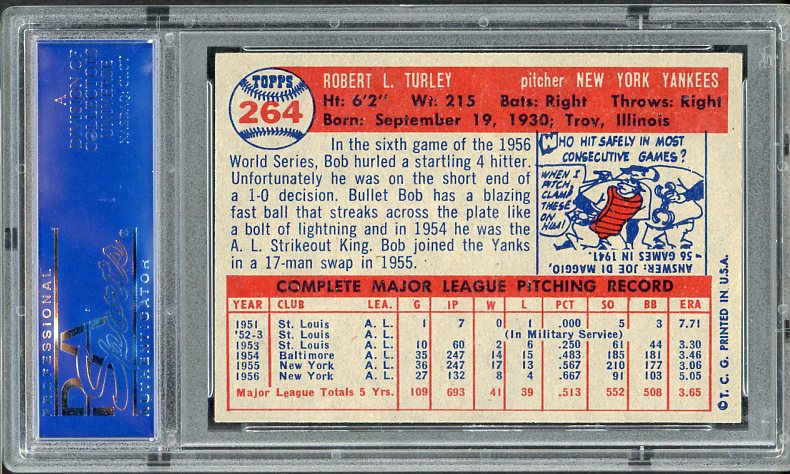 A
DIVISION OF
COLLECTORS
UNIVERSE
NASDAQ: CLCT
PROFESSIONAL
PSA
Sports
AUTHENTICATOR
TOPPS
264
ROBERT L. TURLEY pitcher NEW YORK YANKEES
Ht: 6'2" Wt: 215 Bats: Right Throws: Right
Born: September 19, 1930; Troy, Illinois
In the sixth game of the 1956
World Series, Bob hurled a startling 4 hitter.
Unfortunately he was on the short end of
a 1-0 decision. Bullet Bob has a blazing
fast ball that streaks across the plate like
a bolt of lightning and in 1954 he was the
A. L. Strikeout King. Bob joined the Yanks
in a 17-man swap in 1955.
WHO HIT SAFELY IN MOST
CONSECUTIVE GAMES?
WHEN I
PITCH,
CLAMP
THESE
ON
HIM!
ANSWER: JOE DI MAGGIO,
- 56 GAMES IN 1941.
COMPLETE MAJOR LEAGUE PITCHING RECORD
YEAR CLUB LEA. G IP W L PCT SO BB ERA
1951 St. Louis A. L. 1 7 0 1 .000 5 3 7.71
'52-3 St. Louis A. L. (In Military Service)
1953 St. Louis A. L. 10 60 2 6 .250 61 44 3.30
1954 Baltimore A. L. 35 247 14 15 .483 185 181 3.46
1955 New York A. L. 36 247 17 13 .567 210 177 3.06
1956 New York A. L. 27 132 8 4 .667 91 103 5.05
Major League Totals 5 Yrs. 109 693 41 39 .513 552 508 3.65
© T. C. G. PRINTED IN U.S.A.